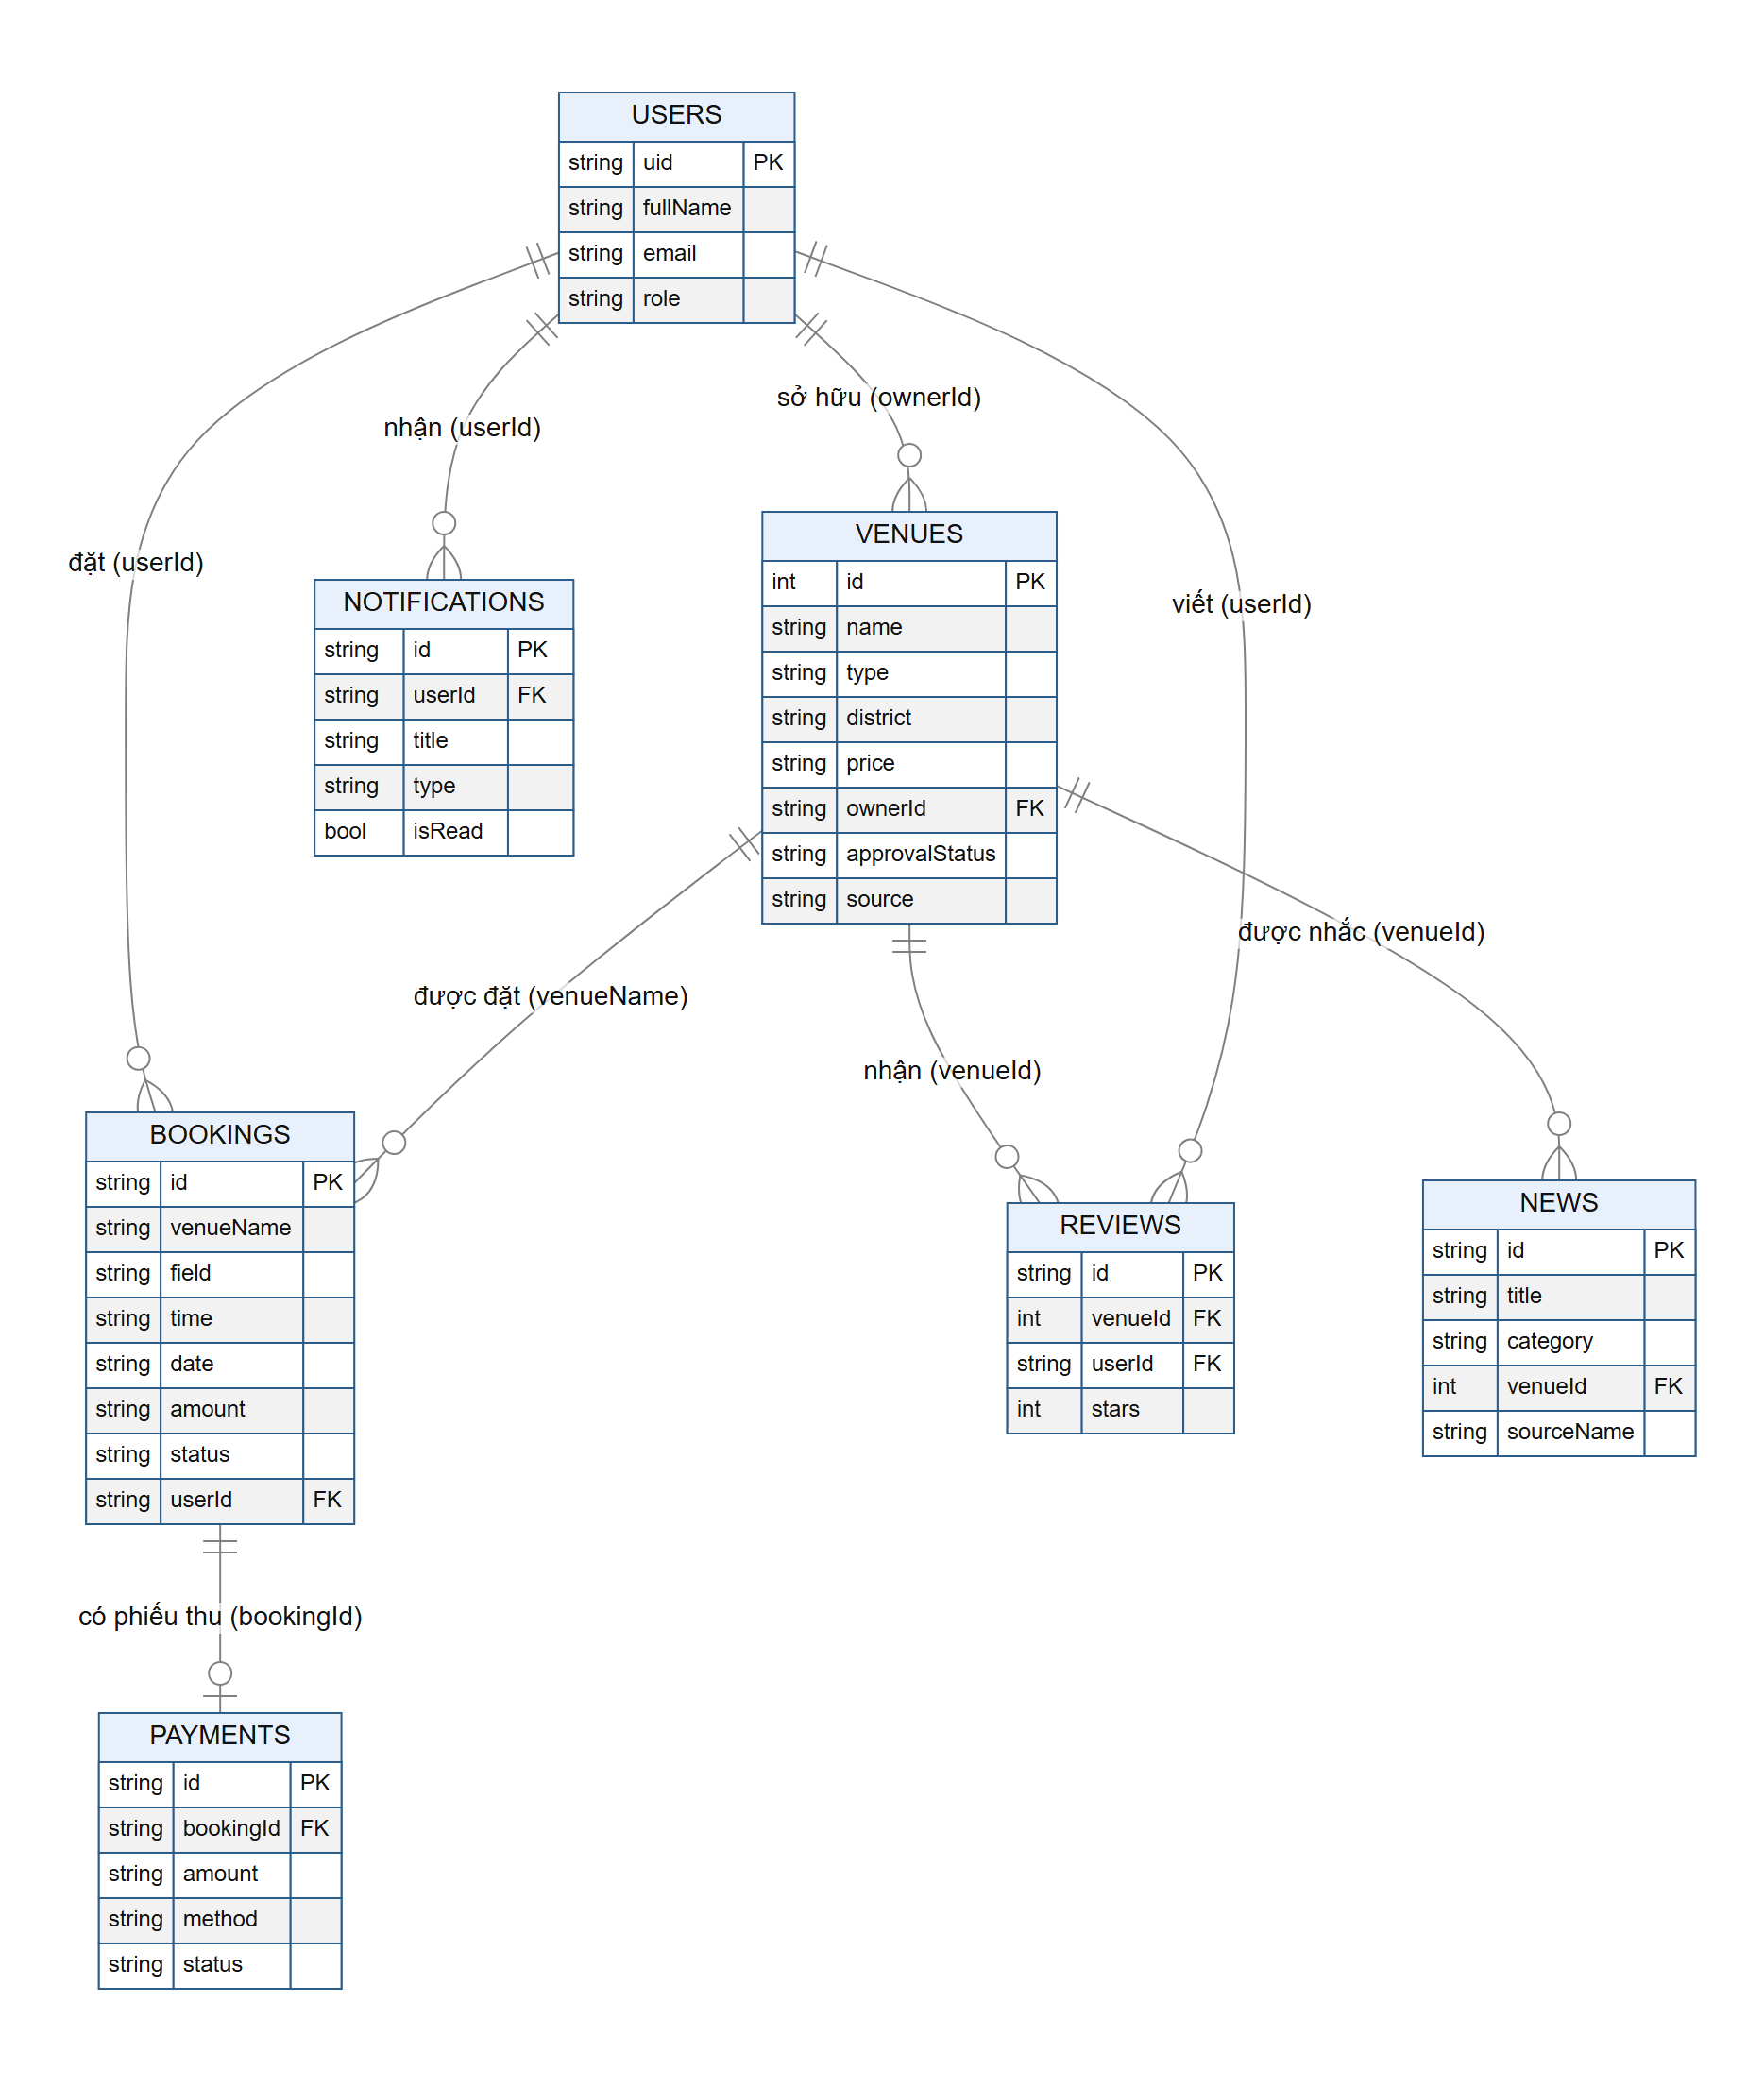 USERS
string uid PK
string fullName
string email
string role
sở hữu (ownerId)
nhận (userId)
đặt (userId)
viết (userId)
VENUES
int id PK
string name
string type
string district
string price
string ownerId FK
string approvalStatus
string source
NOTIFICATIONS
string id PK
string userId FK
string title
string type
bool isRead
được nhắc (venueId)
được đặt (venueName)
nhận (venueId)
BOOKINGS
string id PK
string venueName
string field
string time
string date
string amount
string status
string userId FK
REVIEWS
string id PK
int venueId FK
string userId FK
int stars
NEWS
string id PK
string title
string category
int venueId FK
string sourceName
có phiếu thu (bookingId)
PAYMENTS
string id PK
string bookingId FK
string amount
string method
string status